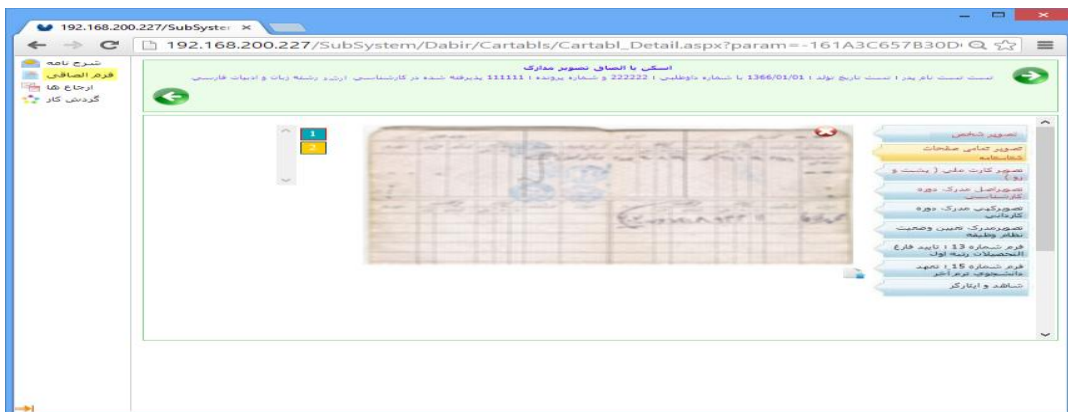 192.168.200.227/SubSyste
192.168.200.227/SubSystem/Dabir/Cartabls/Cartabl_Detail.aspx?param=-161A3C657B30D
شرح نامه
فرم الصاقی
ارجاع ها
گردش کار
اسکن یا الصاق تصویر مدارک
تست تست نام پدر : تست تاریخ تولد : 1366/01/01 با شماره داوطلبی : 222222 و شماره پرونده : 111111 پذیرفته شده در کارشناسی ارشد رشته زبان و ادبیات فارسی
1
2
تصویر شخص
تصویر تمامی صفحات
شناسنامه
تصویر کارت ملی ( پشت و
رو )
تصویراصل مدرک دوره
کارشناسی
تصویرکپی مدرک دوره
کاردانی
تصویرمدرک تعیین وضعیت
نظام وظیفه
فرم شماره 13 : تایید فارغ
التحصیلان رتبه اول
فرم شماره 15 : تعهد
دانشجوی ترم آخر
شاهد و ایثارگر